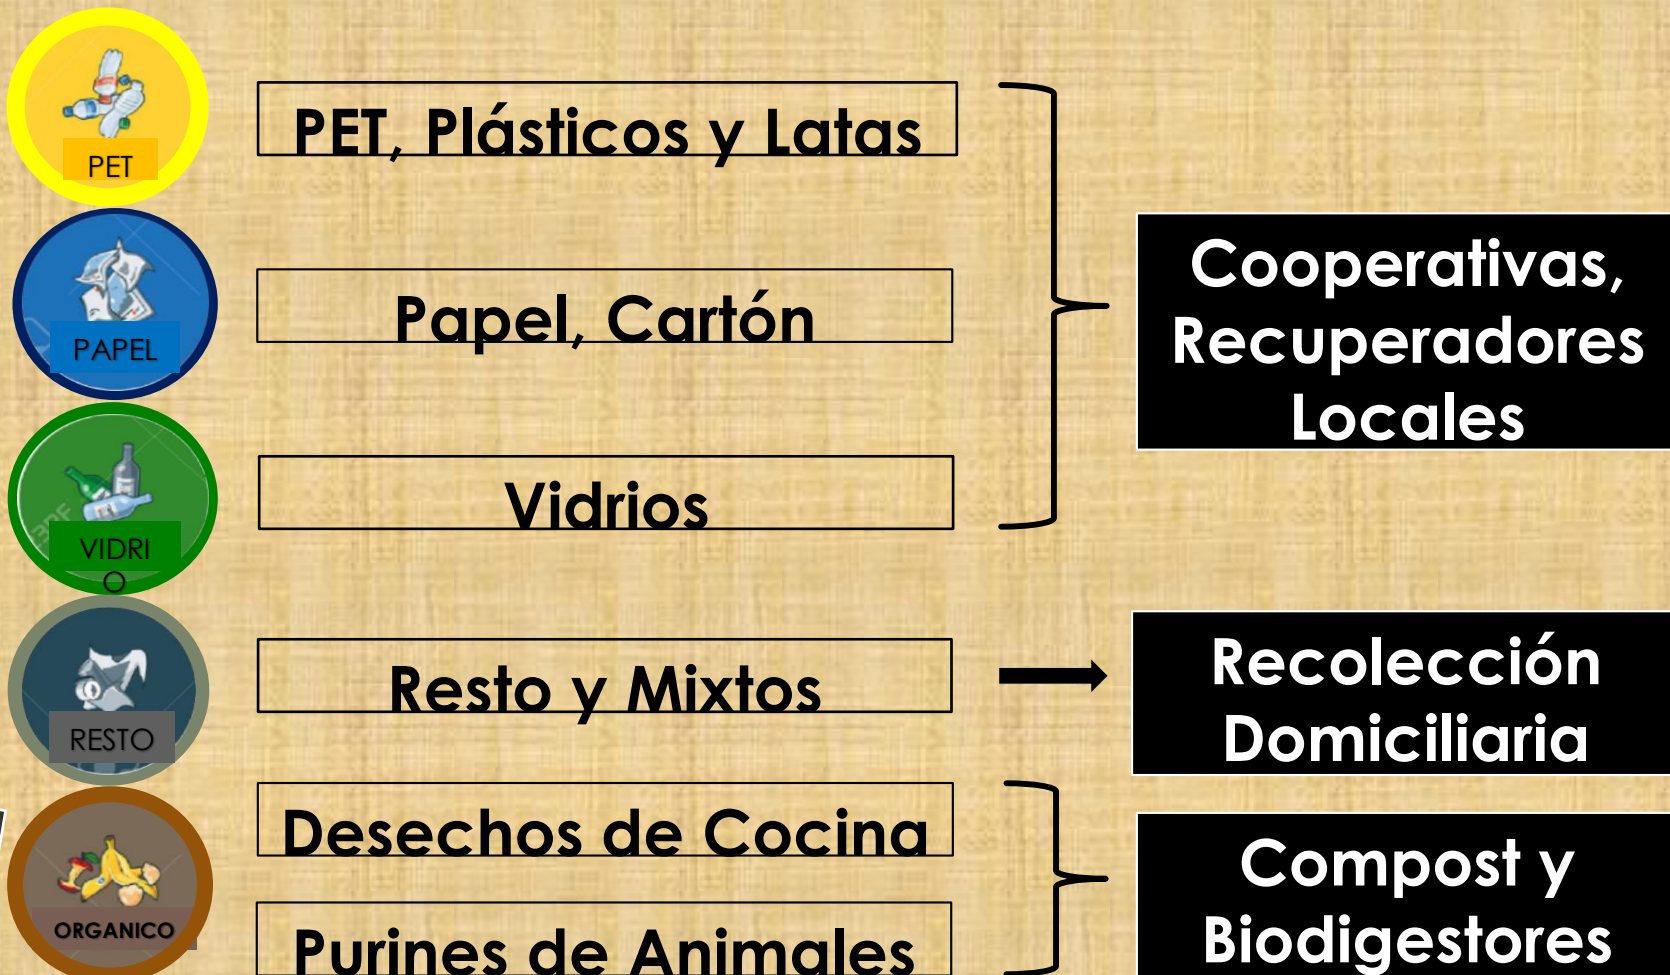 PET
PET, Plásticos y Latas
PAPEL
Papel, Cartón
Cooperativas,
Recuperadores
Locales
VIDRI
O
Vidrios
RESTO
Resto y Mixtos
Recolección
Domiciliaria
ORGANICO
Desechos de Cocina
Purines de Animales
Compost y
Biodigestores